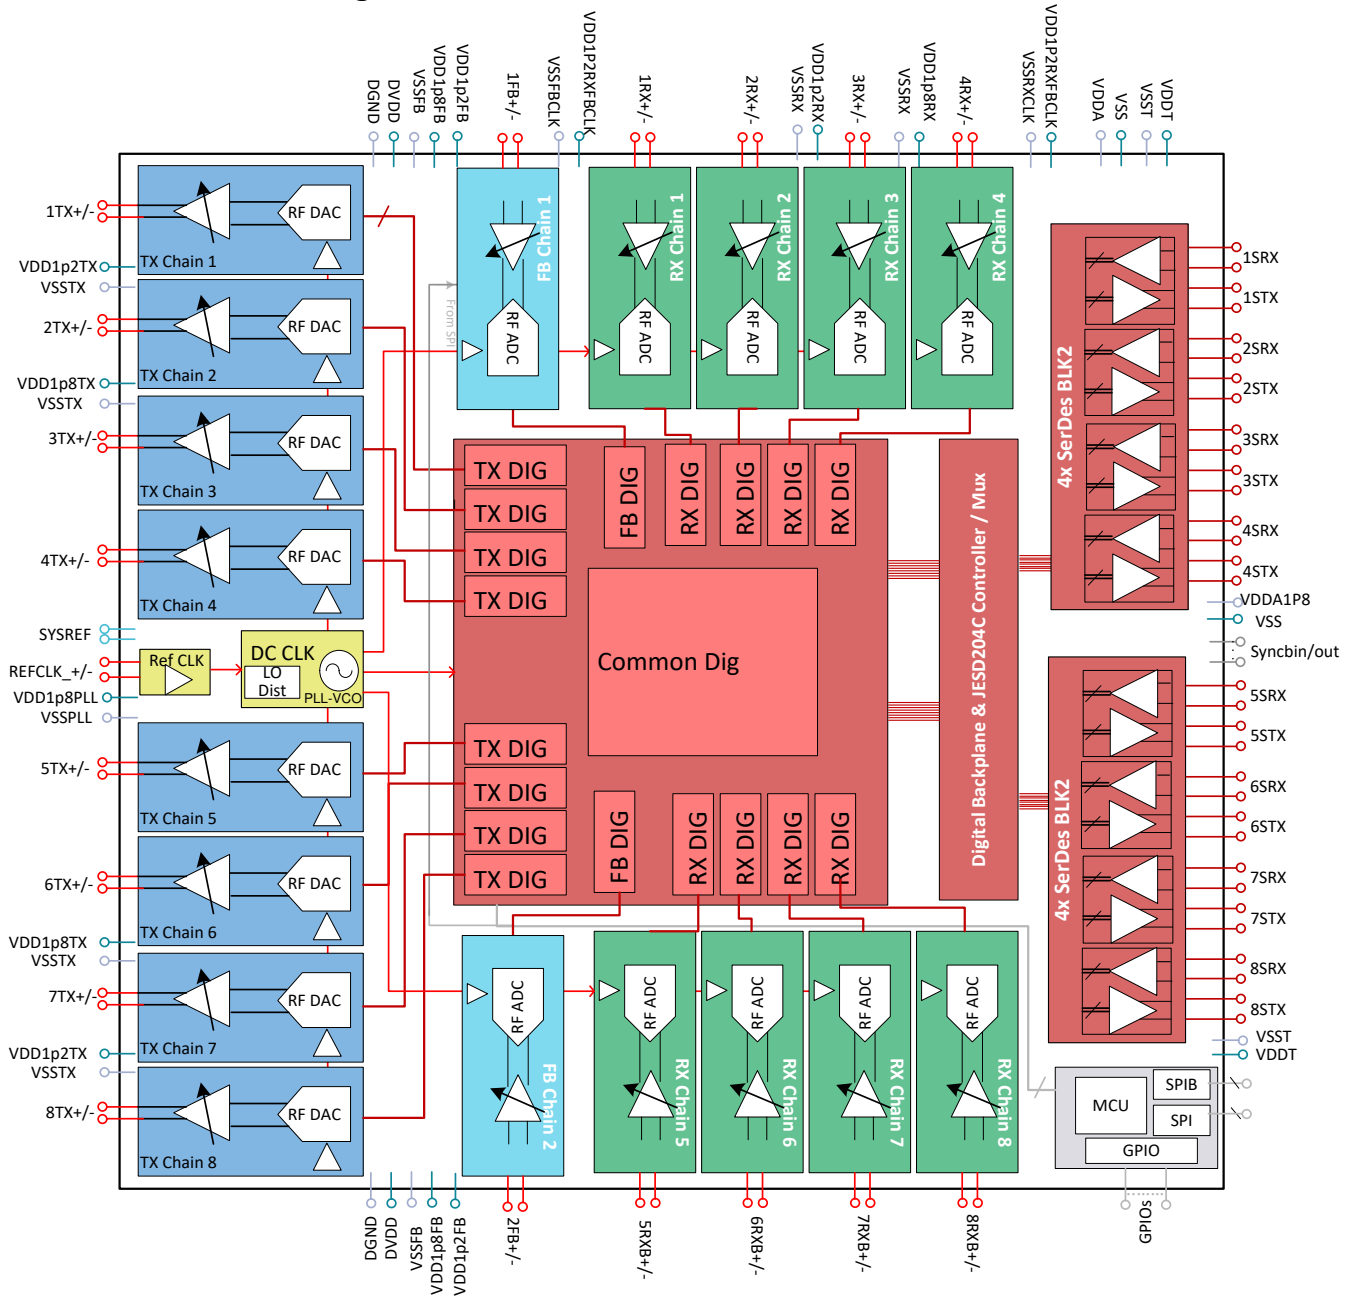 DGND
DVDD
VSSFB
VDD1p8FB
VDD1p2FB
1FB+/-
VSSFBCLK
VDD1P2RXFBCLK
1RX+/-
2RX+/-
VSSRX
VDD1p2RX
3RX+/-
VSSRX
VDD1p8RX
4RX+/-
VSSRXCLK
VDD1P2RXFBCLK
VDDA
VSS
VSST
VDDT
1TX+/-
VDD1p2TX
VSSTX
2TX+/-
VDD1p8TX
VSSTX
3TX+/-
4TX+/-
SYSREF
REFCLK_+/-
VDD1p8PLL
VSSPLL
5TX+/-
6TX+/-
VDD1p8TX
VSSTX
7TX+/-
VDD1p2TX
VSSTX
8TX+/-
RF DAC
TX Chain 1
RF DAC
TX Chain 2
RF DAC
TX Chain 3
RF DAC
TX Chain 4
Ref CLK
DC CLK
LO
Dist
PLL-VCO
RF DAC
TX Chain 5
RF DAC
TX Chain 6
RF DAC
TX Chain 7
RF DAC
TX Chain 8
From SPI
FB Chain 1
RF ADC
RX Chain 1
RF ADC
RX Chain 2
RF ADC
RX Chain 3
RF ADC
RX Chain 4
RF ADC
TX DIG
TX DIG
TX DIG
TX DIG
FB DIG
RX DIG
RX DIG
RX DIG
RX DIG
Common Dig
TX DIG
TX DIG
TX DIG
TX DIG
FB DIG
RX DIG
RX DIG
RX DIG
RX DIG
Digital Backplane & JESD204C Controller / Mux
RF ADC
FB Chain 2
RF ADC
RX Chain 5
RF ADC
RX Chain 6
RF ADC
RX Chain 7
RF ADC
RX Chain 8
4x SerDes BLK2
4x SerDes BLK2
1SRX
1STX
2SRX
2STX
3SRX
3STX
4SRX
4STX
VDDA1P8
VSS
Syncbin/out
5SRX
5STX
6SRX
6STX
7SRX
7STX
8SRX
8STX
VSST
VDDT
MCU
SPIB
SPI
GPIO
GPIOS
DGND
DVDD
VSSFB
VDD1p8FB
VDD1p2FB
2FB+/-
5RXB+/-
6RXB+/-
7RXB+/-
8RXB+/-